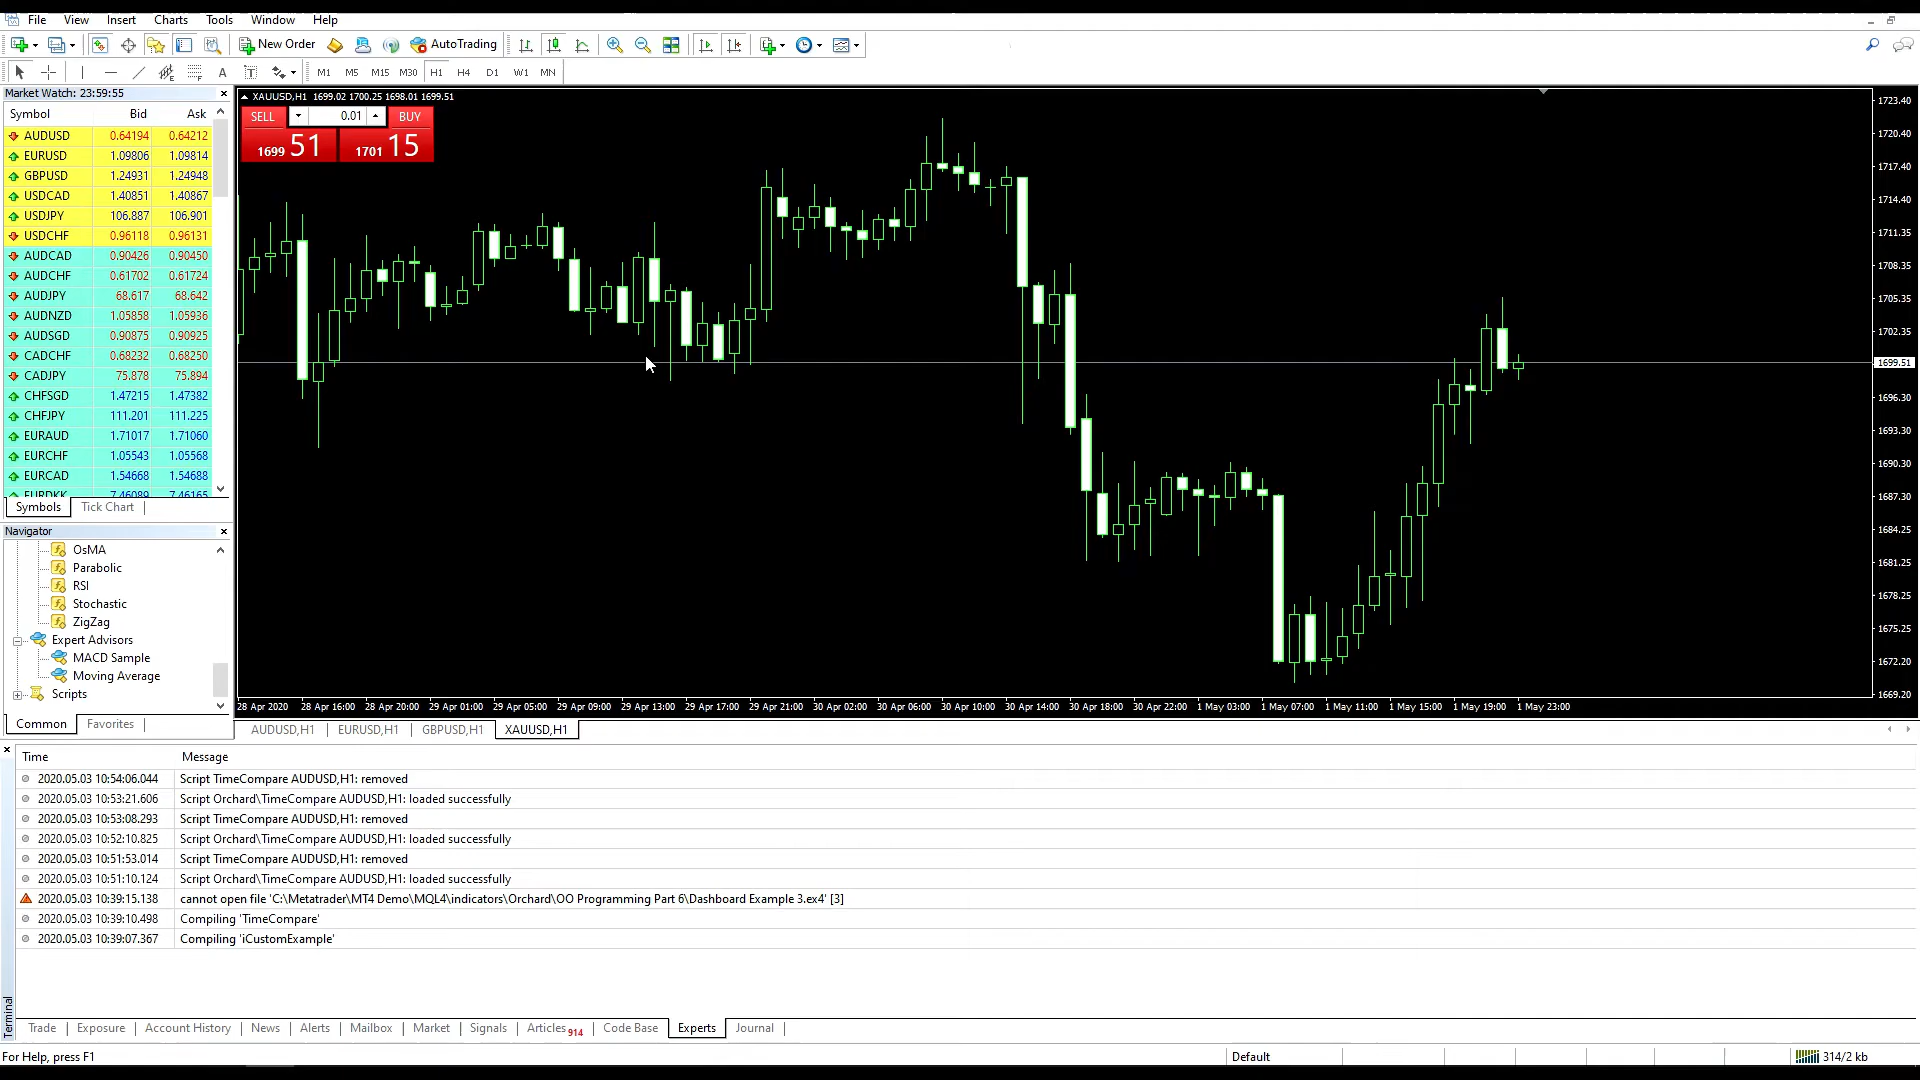 File View Insert Charts Tools Window Help
New Order AutoTrading
M1 M5 M15 M30 H1 H4 D1 W1 MN
Market Watch: 23:59:55
Symbol Bid Ask
AUDUSD 0.64194 0.64212
EURUSD 1.09806 1.09814
GBPUSD 1.24931 1.24948
USDCAD 1.40851 1.40867
USDJPY 106.887 106.901
USDCHF 0.96118 0.96131
AUDCAD 0.90426 0.90450
AUDCHF 0.61702 0.61724
AUDJPY 68.617 68.642
AUDNZD 1.05858 1.05936
AUDSGD 0.90875 0.90925
CADCHF 0.68232 0.68250
CADJPY 75.878 75.894
CHFSGD 1.47215 1.47382
CHFJPY 111.201 111.225
EURAUD 1.71017 1.71060
EURCHF 1.05543 1.05568
EURCAD 1.54668 1.54688
EURDKK 7.46089 7.46165
Symbols Tick Chart
Navigator
OsMA
Parabolic
RSI
Stochastic
ZigZag
Expert Advisors
MACD Sample
Moving Average
Scripts
Common Favorites
XAUUSD,H1 1699.02 1700.25 1698.01 1699.51
SELL 0.01 BUY
1699 51 1701 15
1723.40
1720.40
1717.40
1714.40
1711.35
1708.35
1705.35
1702.35
1699.51
1696.30
1693.30
1690.30
1687.30
1684.25
1681.25
1678.25
1675.25
1672.20
1669.20
28 Apr 2020 28 Apr 16:00 28 Apr 20:00 29 Apr 01:00 29 Apr 05:00 29 Apr 09:00 29 Apr 13:00 29 Apr 17:00 29 Apr 21:00 30 Apr 02:00 30 Apr 06:00 30 Apr 10:00 30 Apr 14:00 30 Apr 18:00 30 Apr 22:00 1 May 03:00 1 May 07:00 1 May 11:00 1 May 15:00 1 May 19:00 1 May 23:00
AUDUSD,H1 EURUSD,H1 GBPUSD,H1 XAUUSD,H1
Time Message
2020.05.03 10:54:06.044 Script TimeCompare AUDUSD,H1: removed
2020.05.03 10:53:21.606 Script Orchard\TimeCompare AUDUSD,H1: loaded successfully
2020.05.03 10:53:08.293 Script TimeCompare AUDUSD,H1: removed
2020.05.03 10:52:10.825 Script Orchard\TimeCompare AUDUSD,H1: loaded successfully
2020.05.03 10:51:53.014 Script TimeCompare AUDUSD,H1: removed
2020.05.03 10:51:10.124 Script Orchard\TimeCompare AUDUSD,H1: loaded successfully
2020.05.03 10:39:15.138 cannot open file 'C:\Metatrader\MT4 Demo\MQL4\indicators\Orchard\OO Programming Part 6\Dashboard Example 3.ex4' [3]
2020.05.03 10:39:10.498 Compiling 'TimeCompare'
2020.05.03 10:39:07.367 Compiling 'iCustomExample'
Terminal
Trade Exposure Account History News Alerts Mailbox Market Signals Articles 914 Code Base Experts Journal
For Help, press F1 Default 314/2 kb